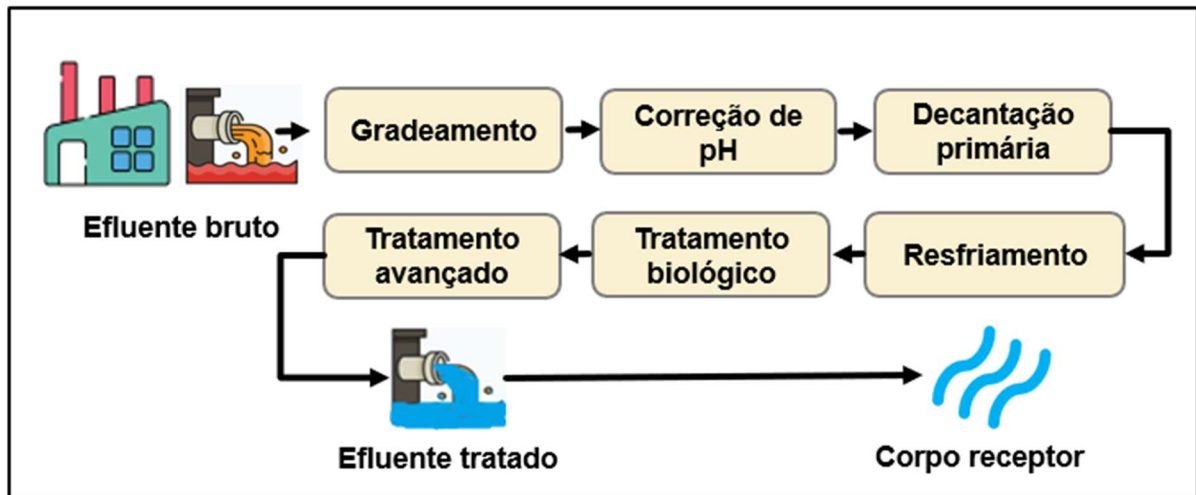 Gradeamento
Correção de
pH
Decantação
primária
Efluente bruto
Tratamento
avançado
Tratamento
biológico
Resfriamento
Efluente tratado
Corpo receptor